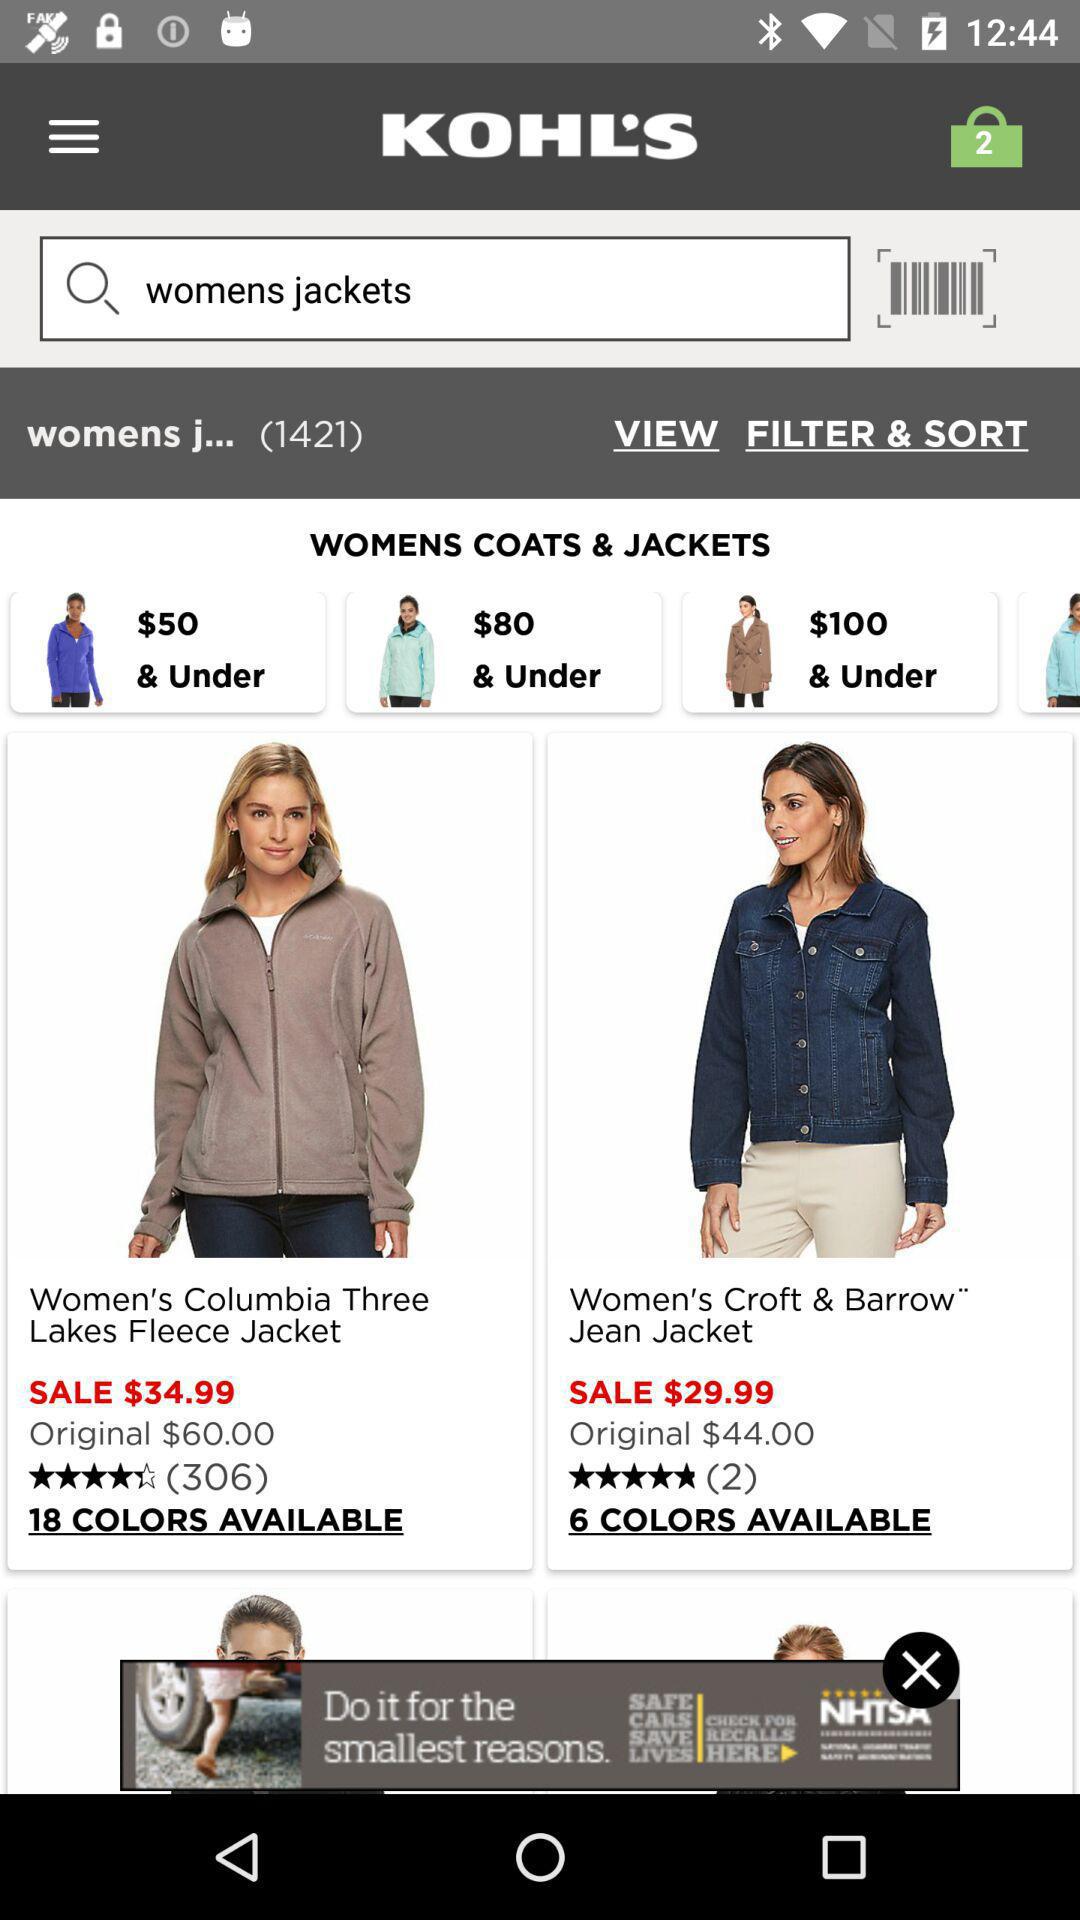 FAKE
12:44
KOHL'S
2
womens jackets
womens j... (1421) VIEW FILTER & SORT
WOMENS COATS & JACKETS
$50 & Under
$80 & Under
$100 & Under
Women's Columbia Three
Lakes Fleece Jacket
SALE $34.99
Original $60.00
(306)
18 COLORS AVAILABLE
Women's Croft & Barrow¨
Jean Jacket
SALE $29.99
Original $44.00
(2)
6 COLORS AVAILABLE
Do it for the
smallest reasons.
SAFE
CARS
SAVE
LIVES
CHECK FOR
RECALLS
HERE
NHTSA